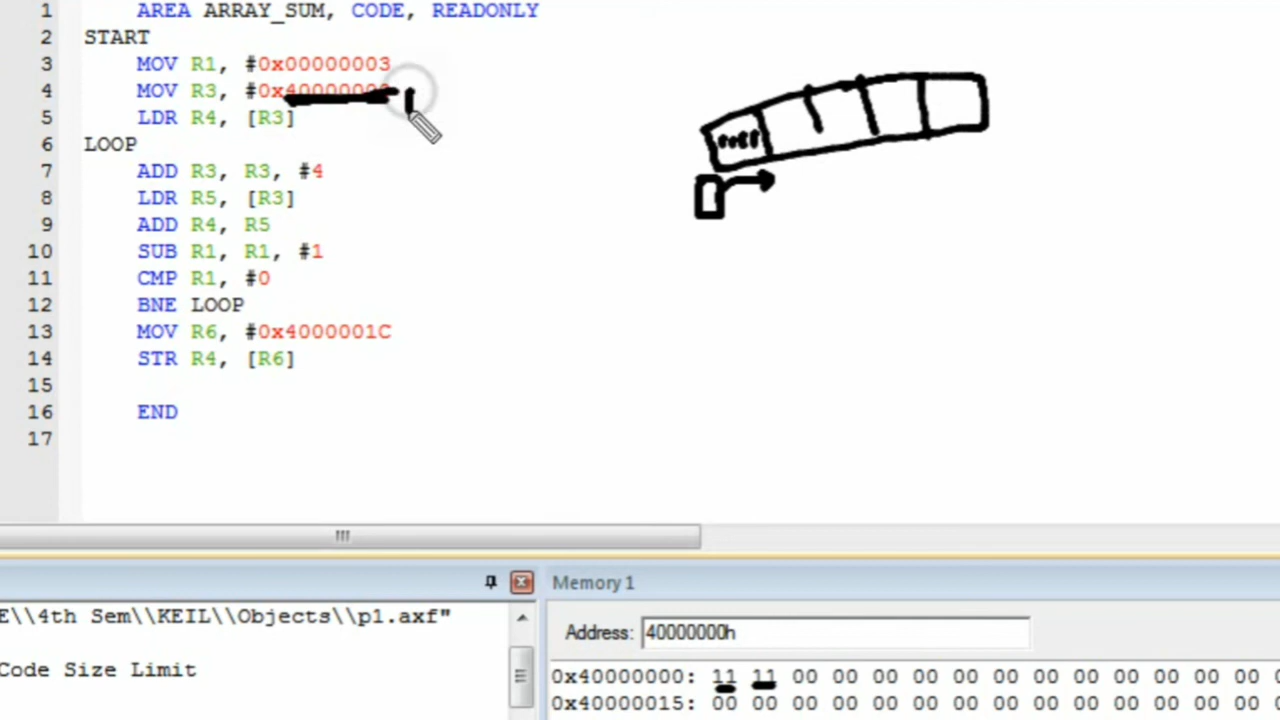 1 AREA ARRAY_SUM, CODE, READONLY
2 START
3 MOV R1, #0x00000003
4 MOV R3, #0x40000000
5 LDR R4, [R3]
6 LOOP
7 ADD R3, R3, #4
8 LDR R5, [R3]
9 ADD R4, R5
10 SUB R1, R1, #1
11 CMP R1, #0
12 BNE LOOP
13 MOV R6, #0x4000001C
14 STR R4, [R6]
15
16 END
17
E\\4th Sem\\KEIL\\Objects\\p1.axf"
Code Size Limit
Memory 1
Address: 40000000h
0x40000000: 11 11 00 00 00 00 00 00 00 00 00 00 00 00
0x40000015: 00 00 00 00 00 00 00 00 00 00 00 00 00 00